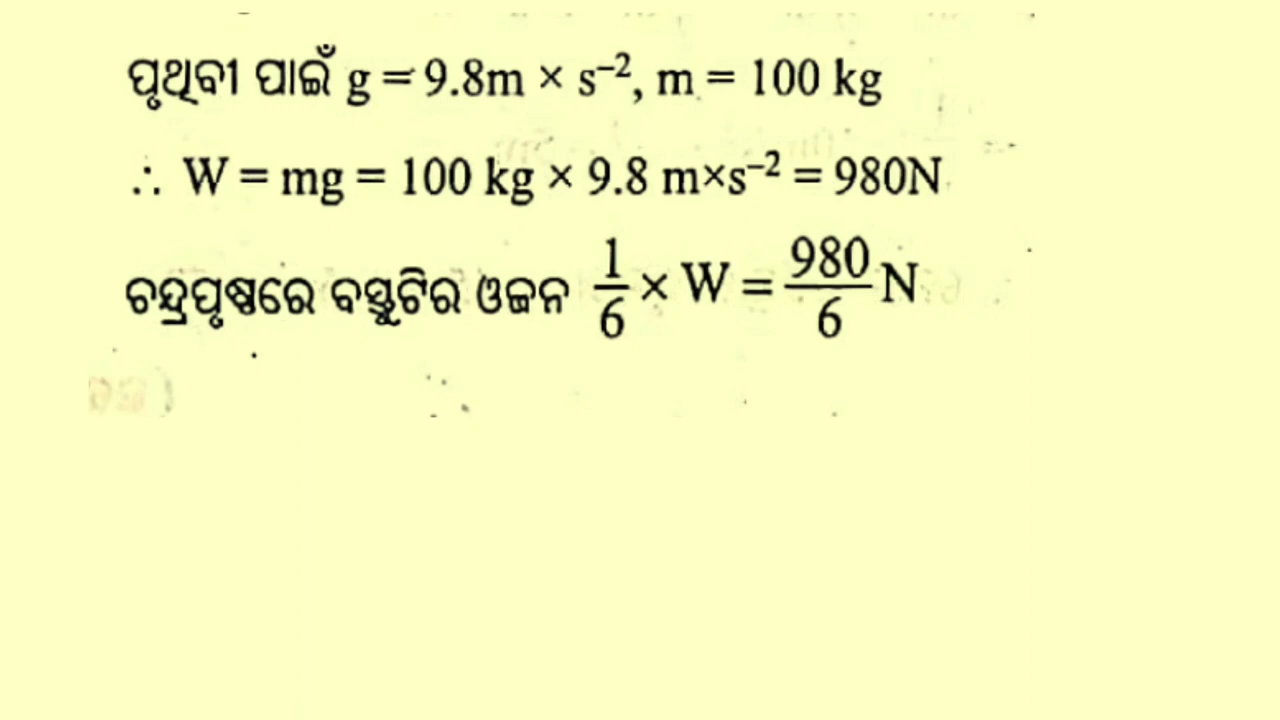 ପୃଥିବୀ ପାଇଁ g = 9.8m × s⁻², m = 100 kg
∴ W = mg = 100 kg × 9.8 m×s⁻² = 980N
ଚନ୍ଦ୍ରପୃଷ୍ଠରେ ବସ୍ତୁଟିର ଓଜନ 1/6 × W = 980/6 N